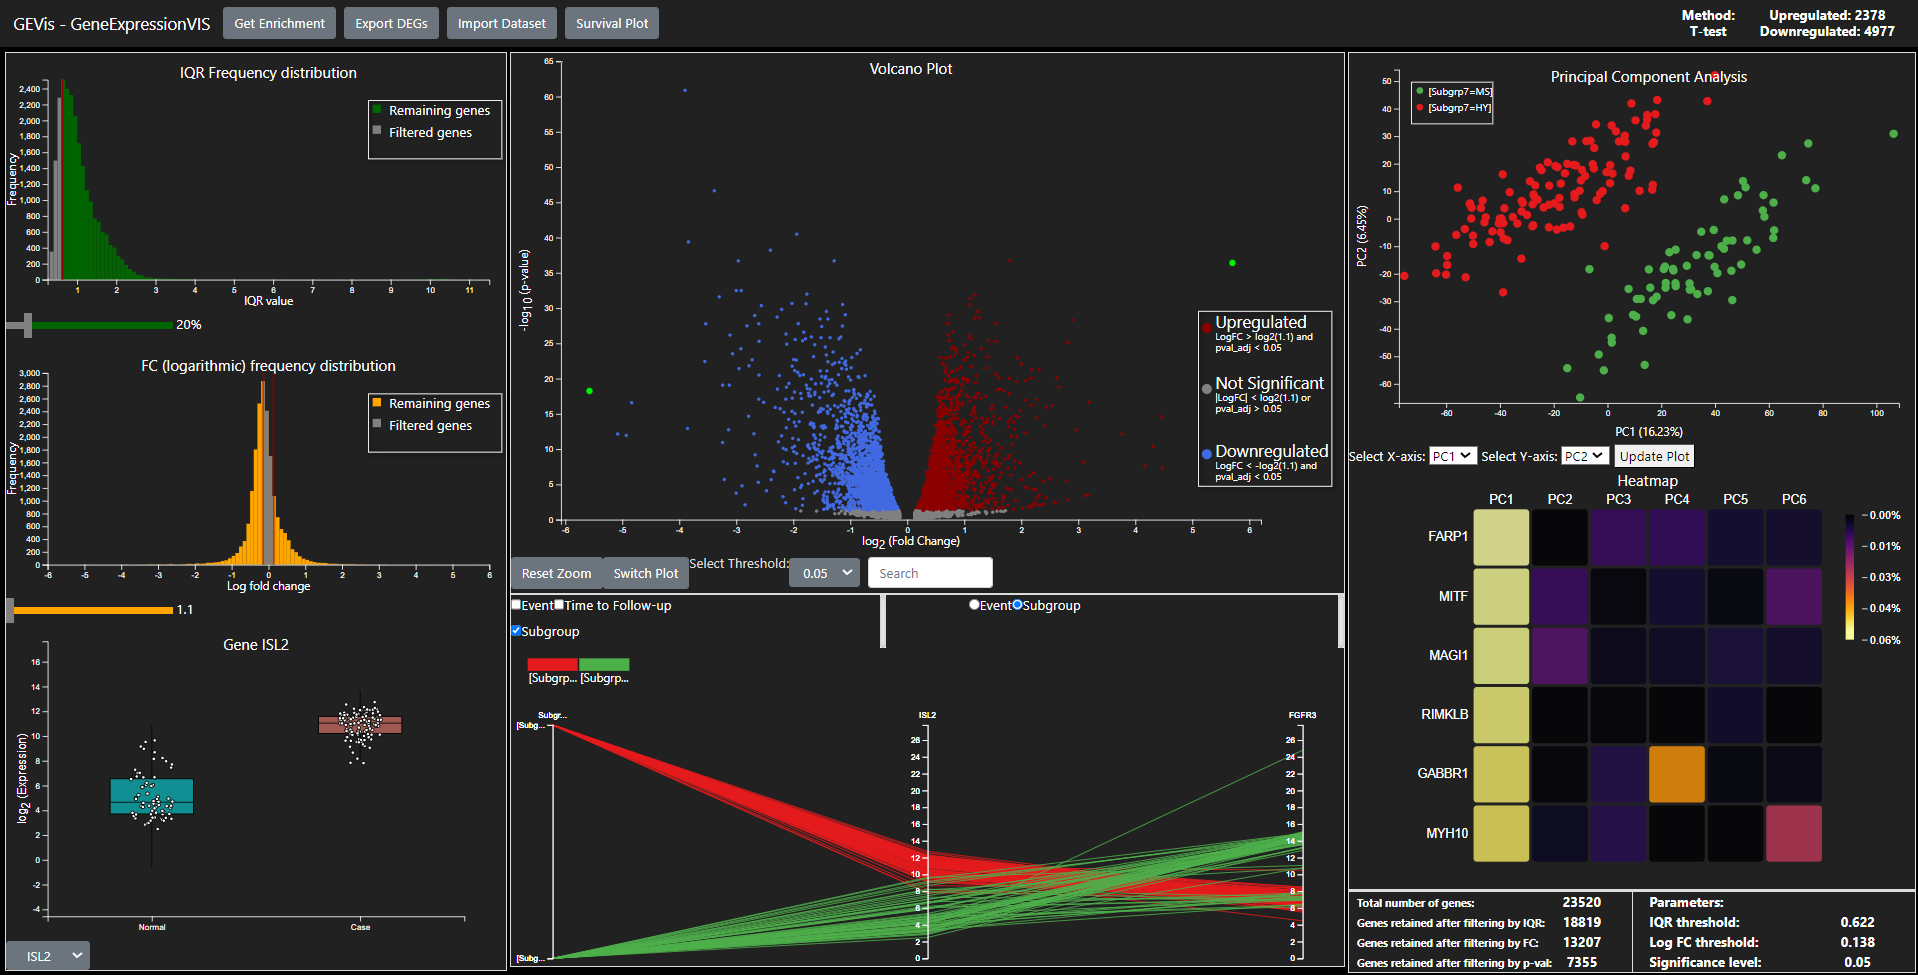 GEVis - GeneExpressionVIS
Get Enrichment
Export DEGs
Import Dataset
Survival Plot
Method:
T-test
Upregulated: 2378
Downregulated: 4977
IQR Frequency distribution
Remaining genes
Filtered genes
Frequency
2,400
2,200
2,000
1,800
1,600
1,400
1,200
1,000
800
600
400
200
0
1 2 3 4 5 6 7 8 9 10 11
IQR value
20%
FC (logarithmic) frequency distribution
Remaining genes
Filtered genes
Frequency
3,000
2,800
2,600
2,400
2,200
2,000
1,800
1,600
1,400
1,200
1,000
800
600
400
200
0
-6 -5 -4 -3 -2 -1 0 1 2 3 4 5 6
Log fold change
1.1
Gene ISL2
log2 (Expression)
16
14
12
10
8
6
4
2
0
-2
-4
Normal Case
ISL2
Volcano Plot
-log10 (p-value)
65
60
55
50
45
40
35
30
25
20
15
10
5
0
-6 -5 -4 -3 -2 -1 0 1 2 3 4 5 6
log2 (Fold Change)
Upregulated
LogFC > log2(1.1) and
pval_adj < 0.05
Not Significant
|LogFC| < log2(1.1) or
pval_adj > 0.05
Downregulated
LogFC < -log2(1.1) and
pval_adj < 0.05
Reset Zoom
Switch Plot
Select Threshold:
0.05
Search
Event Time to Follow-up
Subgroup
Event Subgroup
[Subgrp... [Subgrp...
Subgr...
[Subg...
[Subg...
ISL2
26
24
22
20
18
16
14
12
10
8
6
4
2
0
FGFR3
26
24
22
20
18
16
14
12
10
8
6
4
2
0
Principal Component Analysis
[Subgrp7=MS]
[Subgrp7=HY]
PC2 (6.45%)
50
40
30
20
10
0
-10
-20
-30
-40
-50
-60
-60 -40 -20 0 20 40 60 80 100
PC1 (16.23%)
Select X-axis: PC1 Select Y-axis: PC2 Update Plot
Heatmap
PC1 PC2 PC3 PC4 PC5 PC6
FARP1
MITF
MAGI1
RIMKLB
GABBR1
MYH10
0.00%
0.01%
0.03%
0.04%
0.06%
Total number of genes: 23520
Genes retained after filtering by IQR: 18819
Genes retained after filtering by FC: 13207
Genes retained after filtering by p-val: 7355
Parameters:
IQR threshold: 0.622
Log FC threshold: 0.138
Significance level: 0.05